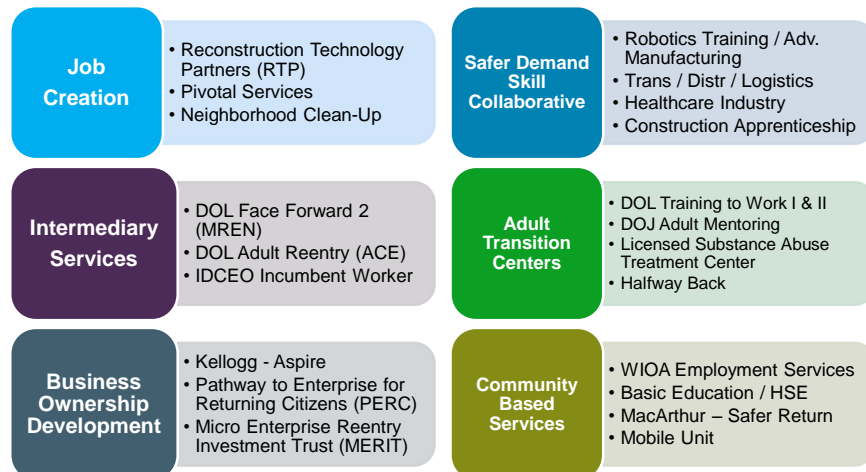 Job
Creation
• Reconstruction Technology
Partners (RTP)
• Pivotal Services
• Neighborhood Clean-Up
Safer Demand
Skill
Collaborative
• Robotics Training / Adv.
Manufacturing
• Trans / Distr / Logistics
• Healthcare Industry
• Construction Apprenticeship
Intermediary
Services
• DOL Face Forward 2
(MREN)
• DOL Adult Reentry (ACE)
• IDCEO Incumbent Worker
Adult
Transition
Centers
• DOL Training to Work I & II
• DOJ Adult Mentoring
• Licensed Substance Abuse
Treatment Center
• Halfway Back
Business
Ownership
Development
• Kellogg - Aspire
• Pathway to Enterprise for
Returning Citizens (PERC)
• Micro Enterprise Reentry
Investment Trust (MERIT)
Community
Based
Services
• WIOA Employment Services
• Basic Education / HSE
• MacArthur – Safer Return
• Mobile Unit